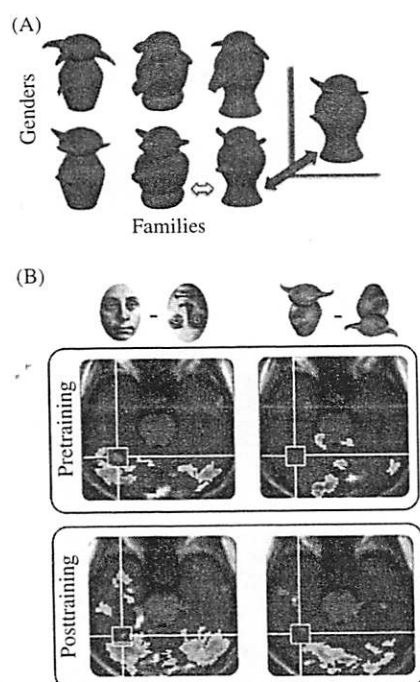 (A)
Genders
Families
(B)
Pretraining
Posttraining